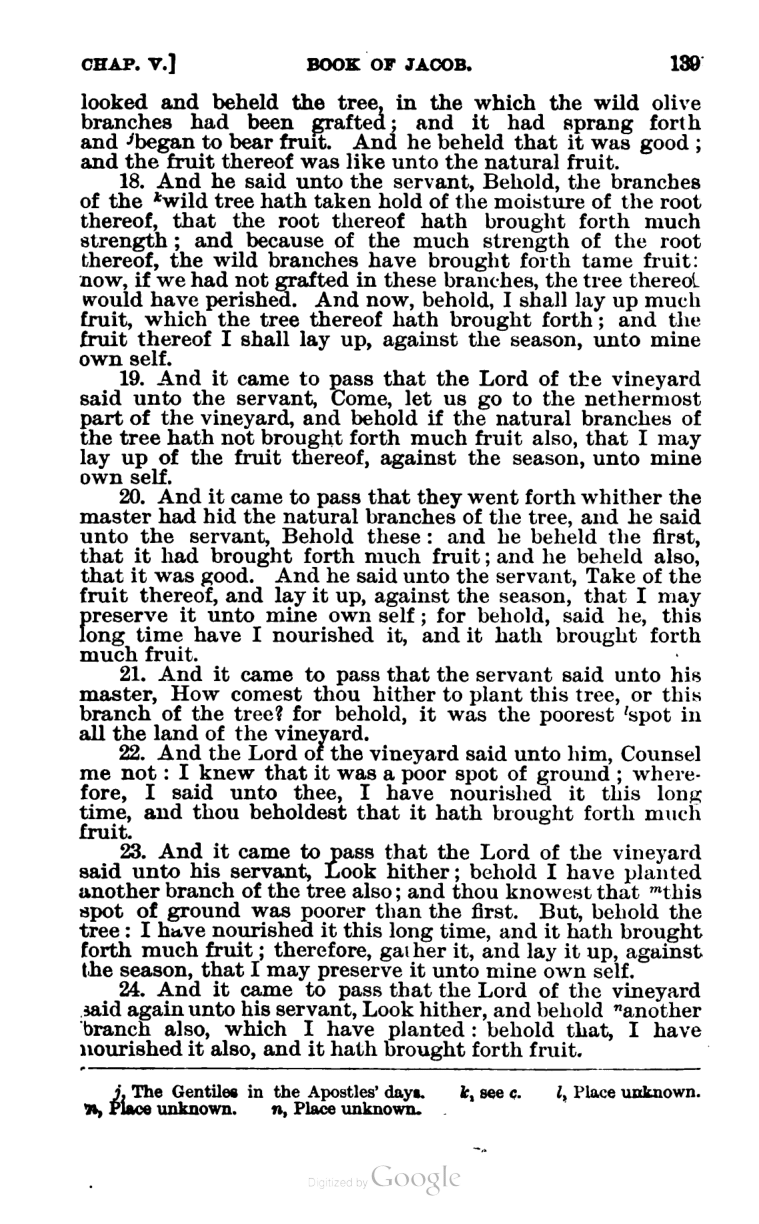 CHAP. V.] BOOK OF JACOB. 139
looked and beheld the tree, in the which the wild olive
branches had been grafted; and it had sprang forth
and jbegan to bear fruit. And he beheld that it was good;
and the fruit thereof was like unto the natural fruit.
18. And he said unto the servant, Behold, the branches
of the kwild tree hath taken hold of the moisture of the root
thereof, that the root thereof hath brought forth much
strength; and because of the much strength of the root
thereof, the wild branches have brought forth tame fruit:
now, if we had not grafted in these branches, the tree thereof
would have perished. And now, behold, I shall lay up much
fruit, which the tree thereof hath brought forth; and the
fruit thereof I shall lay up, against the season, unto mine
own self.
19. And it came to pass that the Lord of the vineyard
said unto the servant, Come, let us go to the nethermost
part of the vineyard, and behold if the natural branches of
the tree hath not brought forth much fruit also, that I may
lay up of the fruit thereof, against the season, unto mine
own self.
20. And it came to pass that they went forth whither the
master had hid the natural branches of the tree, and he said
unto the servant, Behold these: and he beheld the first,
that it had brought forth much fruit; and he beheld also,
that it was good. And he said unto the servant, Take of the
fruit thereof, and lay it up, against the season, that I may
preserve it unto mine own self; for behold, said he, this
long time have I nourished it, and it hath brought forth
much fruit.
21. And it came to pass that the servant said unto his
master, How comest thou hither to plant this tree, or this
branch of the tree? for behold, it was the poorest lspot in
all the land of the vineyard.
22. And the Lord of the vineyard said unto him, Counsel
me not: I knew that it was a poor spot of ground; where-
fore, I said unto thee, I have nourished it this long
time, and thou beholdest that it hath brought forth much
fruit.
23. And it came to pass that the Lord of the vineyard
said unto his servant, Look hither; behold I have planted
another branch of the tree also; and thou knowest that mthis
spot of ground was poorer than the first. But, behold the
tree: I have nourished it this long time, and it hath brought
forth much fruit; therefore, gather it, and lay it up, against
the season, that I may preserve it unto mine own self.
24. And it came to pass that the Lord of the vineyard
said again unto his servant, Look hither, and behold nanother
branch also, which I have planted: behold that, I have
nourished it also, and it hath brought forth fruit.
j, The Gentiles in the Apostles' days. k, see c. l, Place unknown.
m, Place unknown. n, Place unknown.
Digitized by Google